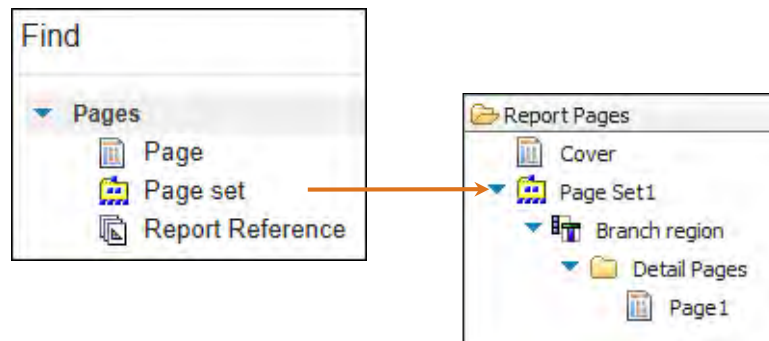 Find
Pages
Page
Page set
Report Reference
Report Pages
Cover
Page Set1
Branch region
Detail Pages
Page1